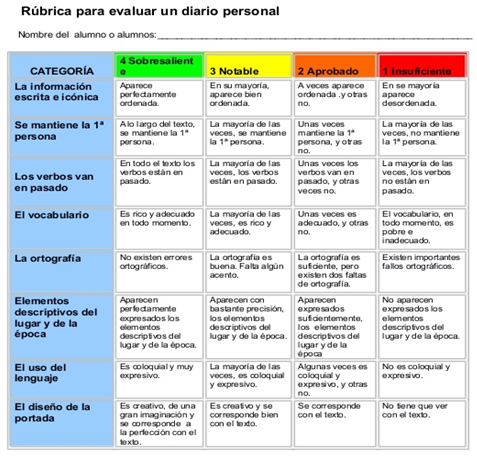 Rúbrica para evaluar un diario personal
Nombre del alumno o alumnos:
CATEGORÍA
4 Sobresalient
e
3 Notable
2 Aprobado
1 Insuficiente
La información
escrita e icónica
Aparece
perfectamente
ordenada.
En su mayoría,
aparece bien
ordenada.
A veces aparece
ordenada .y otras
no.
En se mayoría
aparece
desordenada.
Se mantiene la 1ª
persona
A lo largo del texto,
se mantiene la 1ª
persona.
La mayoría de las
veces, se mantiene
la 1ª persona.
Unas veces
mantiene la 1ª
persona, y otras
no.
La mayoría de las
veces, no mantiene
la 1ª persona.
Los verbos van
en pasado
En todo el texto los
verbos están en
pasado.
La mayoría de las
veces, los verbos
están en pasado.
Unas veces los
verbos van en
pasado, y otras
veces no.
La mayoría de las
veces, los verbos
no están en
pasado.
El vocabulario
Es rico y adecuado
en todo momento.
La mayoría de las
veces, es rico y
adecuado.
Unas veces es
adecuado, y otras
no.
El vocabulario, en
todo momento, es
pobre e
inadecuado.
La ortografía
No existen errores
ortográficos.
La ortografía es
buena. Falta algún
acento.
La ortografía es
suficiente, pero
existen dos faltas
de ortografía.
Existen importantes
fallos ortográficos.
Elementos
descriptivos del
lugar y de la
época
Aparecen
perfectamente
expresados los
elementos
descriptivos del
lugar y de la época.
Aparecen con
bastante precisión,
los elementos
descriptivos del
lugar y de la época.
Aparecen
expresados
suficientemente,
los elementos
descriptivos del
lugar y de la
época
No aparecen
expresados los
elementos
descriptivos del
lugar y de la época.
El uso del
lenguaje
Es coloquial y muy
expresivo.
La mayoría de las
veces, es coloquial
y expresivo.
Algunas veces es
coloquial y
expresivo, y otras
no.
No es coloquial y
expresivo.
El diseño de la
portada
Es creativo, de una
gran imaginación y
se corresponde a
la perfección con el
texto.
Es creativo y se
corresponde bien
con el texto.
Se corresponde
con el texto.
No tiene que ver
con el texto.